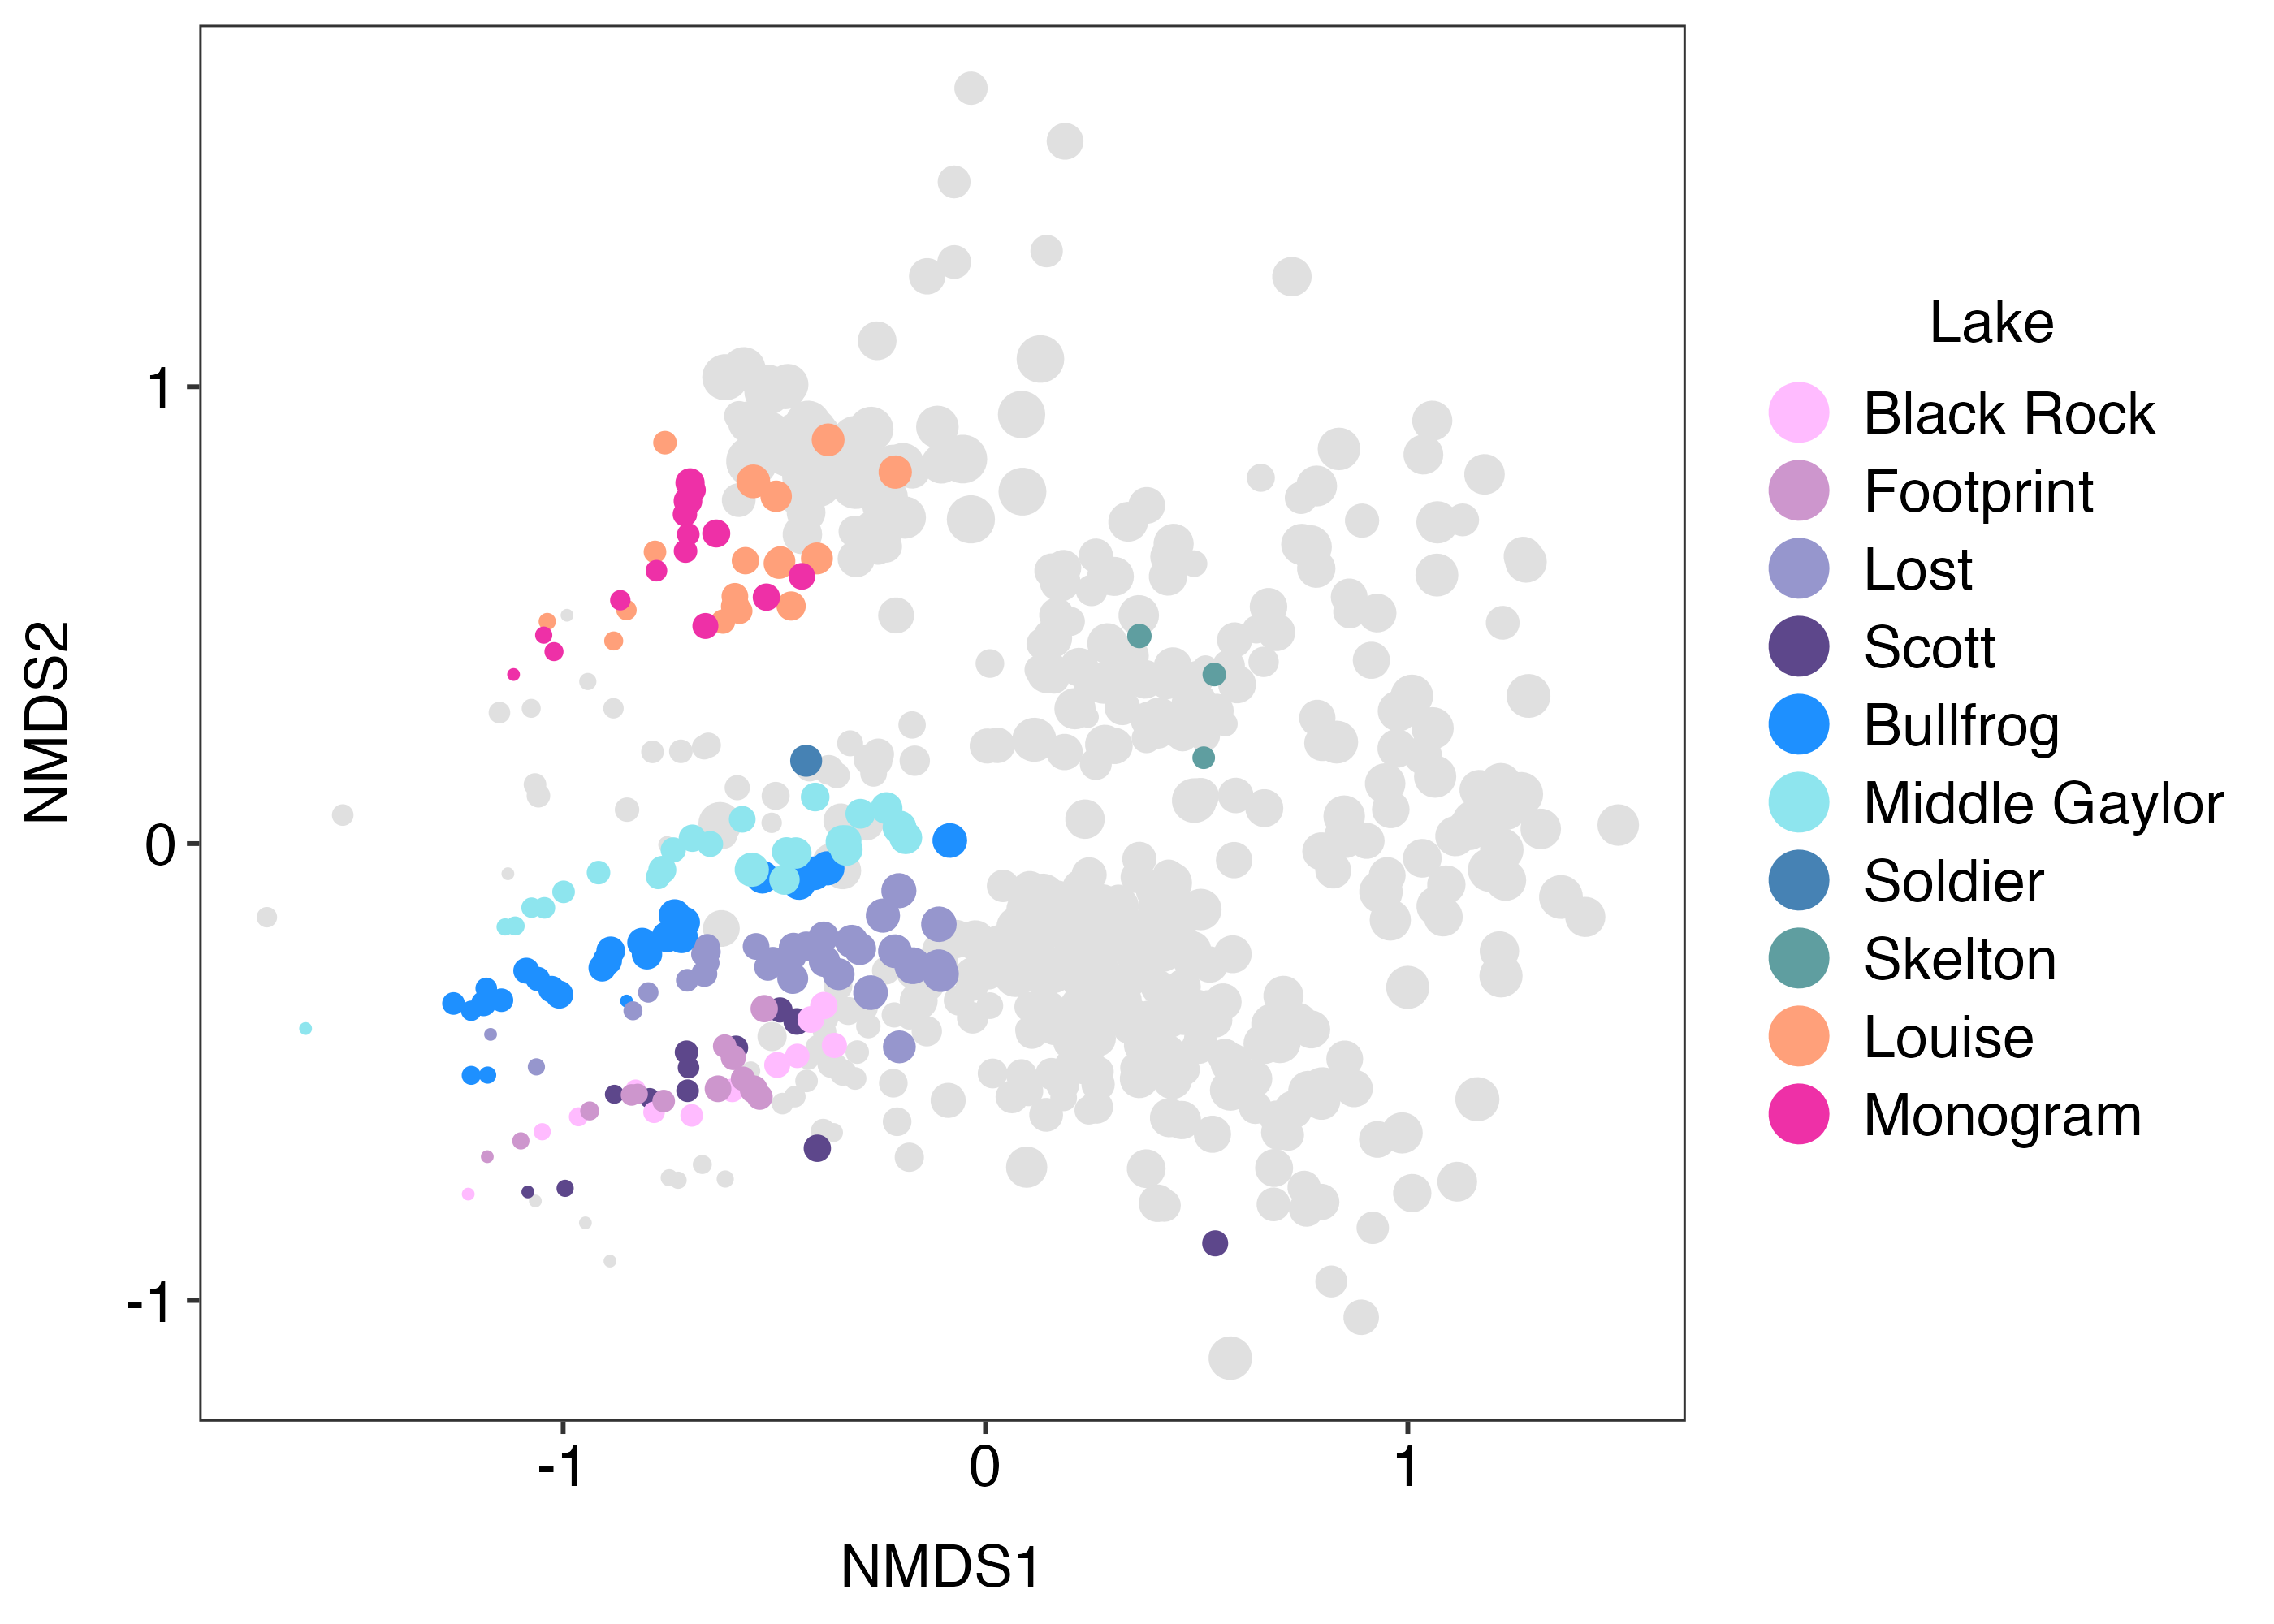 NMDS2
1
0
-1
-1
0
1
NMDS1
Lake
Black Rock
Footprint
Lost
Scott
Bullfrog
Middle Gaylor
Soldier
Skelton
Louise
Monogram